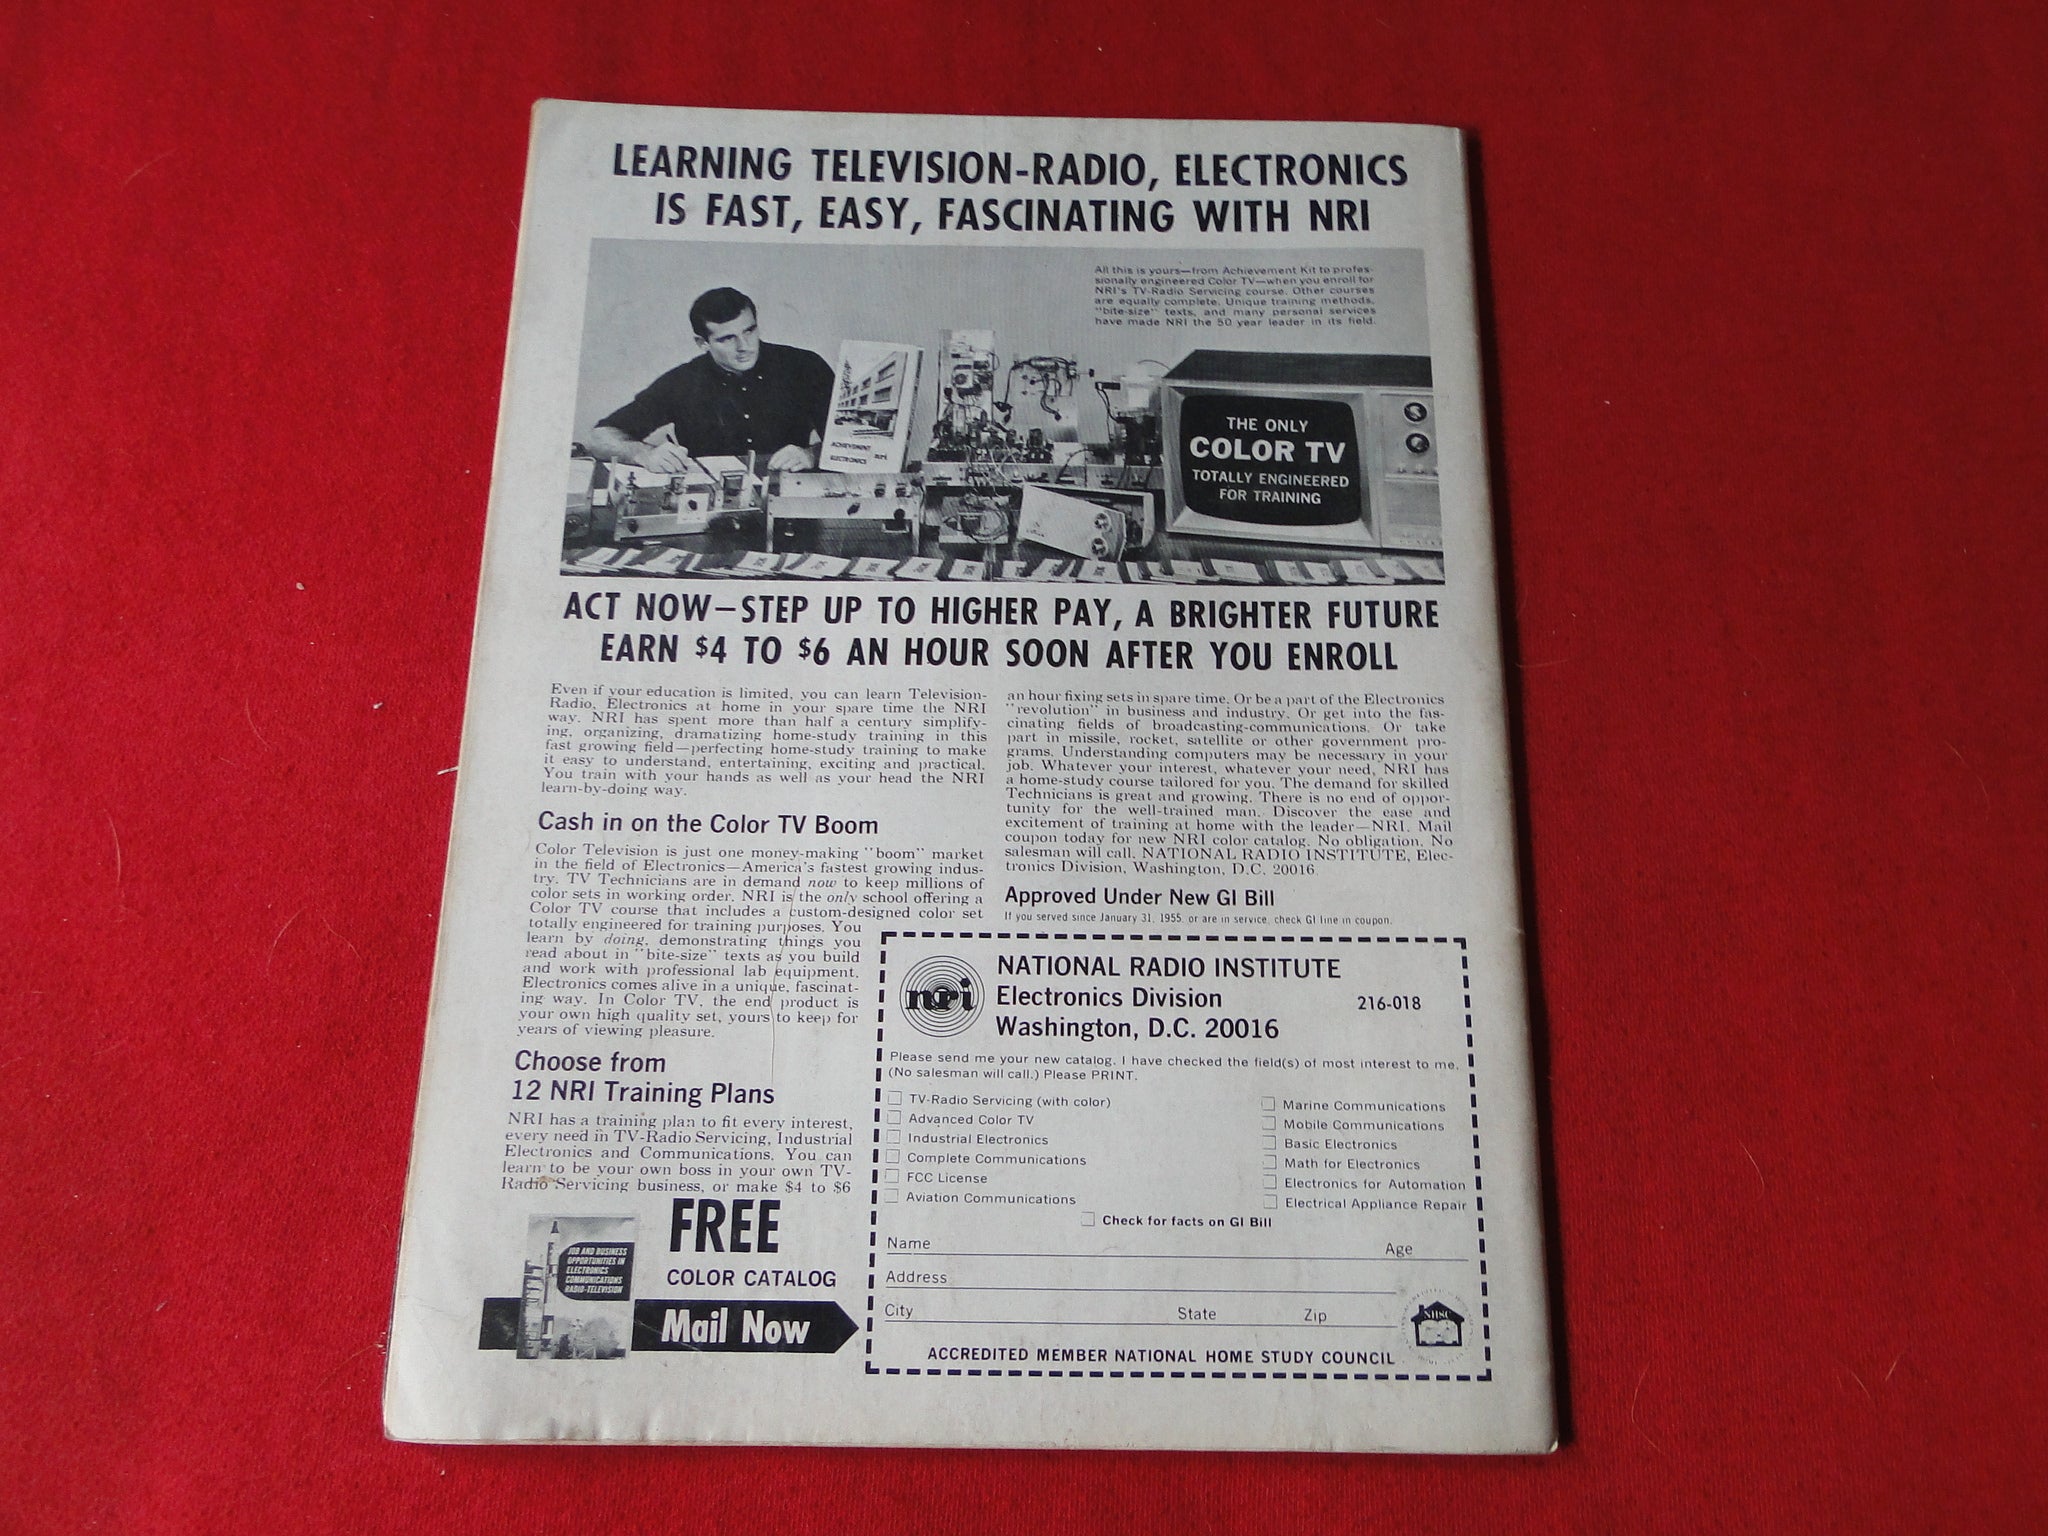 LEARNING TELEVISION-RADIO, ELECTRONICS
IS FAST, EASY, FASCINATING WITH NRI
All this is yours—from Achievement Kit to profes-
sionally engineered Color TV—when you enroll for
NRI's TV-Radio Servicing course. Other courses
are equally complete. Unique training methods,
"bite-size" texts, and many personal services
have made NRI the 50 year leader in its field.
ACHIEVEMENT
ELECTRONICS NRI
THE ONLY
COLOR TV
TOTALLY ENGINEERED
FOR TRAINING
ACT NOW—STEP UP TO HIGHER PAY, A BRIGHTER FUTURE
EARN $4 TO $6 AN HOUR SOON AFTER YOU ENROLL
Even if your education is limited, you can learn Television-
Radio, Electronics at home in your spare time the NRI
way. NRI has spent more than half a century simplify-
ing, organizing, dramatizing home-study training in this
fast growing field—perfecting home-study training to make
it easy to understand, entertaining, exciting and practical.
You train with your hands as well as your head the NRI
learn-by-doing way.
Cash in on the Color TV Boom
Color Television is just one money-making "boom" market
in the field of Electronics—America's fastest growing indus-
try. TV Technicians are in demand now to keep millions of
color sets in working order. NRI is the only school offering a
Color TV course that includes a custom-designed color set
totally engineered for training purposes. You
learn by doing, demonstrating things you
read about in "bite-size" texts as you build
and work with professional lab equipment.
Electronics comes alive in a unique, fascinat-
ing way. In Color TV, the end product is
your own high quality set, yours to keep for
years of viewing pleasure.
Choose from
12 NRI Training Plans
NRI has a training plan to fit every interest,
every need in TV-Radio Servicing, Industrial
Electronics and Communications. You can
learn to be your own boss in your own TV-
Radio Servicing business, or make $4 to $6
an hour fixing sets in spare time. Or be a part of the Electronics
"revolution" in business and industry. Or get into the fas-
cinating fields of broadcasting-communications. Or take
part in missile, rocket, satellite or other government pro-
grams. Understanding computers may be necessary in your
job. Whatever your interest, whatever your need, NRI has
a home-study course tailored for you. The demand for skilled
Technicians is great and growing. There is no end of oppor-
tunity for the well-trained man. Discover the ease and
excitement of training at home with the leader—NRI. Mail
coupon today for new NRI color catalog. No obligation. No
salesman will call. NATIONAL RADIO INSTITUTE, Elec-
tronics Division, Washington, D.C. 20016
Approved Under New GI Bill
If you served since January 31, 1955, or are in service, check GI line in coupon.
FREE
COLOR CATALOG
Mail Now
JOB AND BUSINESS
OPPORTUNITIES IN
ELECTRONICS
COMMUNICATIONS
RADIO-TELEVISION
nri
NATIONAL RADIO INSTITUTE
Electronics Division 216-018
Washington, D.C. 20016
Please send me your new catalog. I have checked the field(s) of most interest to me.
(No salesman will call.) Please PRINT.
TV-Radio Servicing (with color)
Advanced Color TV
Industrial Electronics
Complete Communications
FCC License
Aviation Communications
Marine Communications
Mobile Communications
Basic Electronics
Math for Electronics
Electronics for Automation
Electrical Appliance Repair
Check for facts on GI Bill
Name Age
Address
City State Zip
NHSC
ACCREDITED MEMBER NATIONAL HOME STUDY COUNCIL